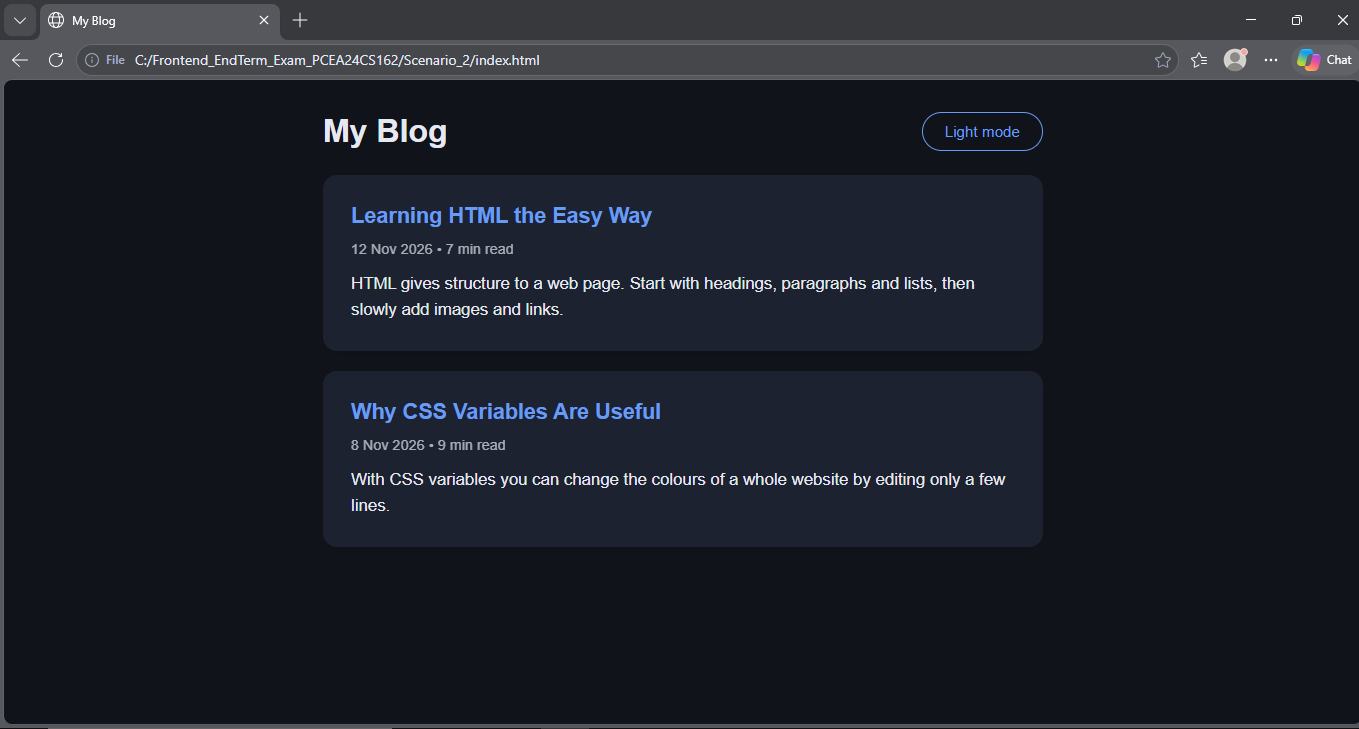 My Blog
File C:/Frontend_EndTerm_Exam_PCEA24CS162/Scenario_2/index.html
Chat
My Blog
Light mode
Learning HTML the Easy Way
12 Nov 2026 • 7 min read
HTML gives structure to a web page. Start with headings, paragraphs and lists, then
slowly add images and links.
Why CSS Variables Are Useful
8 Nov 2026 • 9 min read
With CSS variables you can change the colours of a whole website by editing only a few
lines.